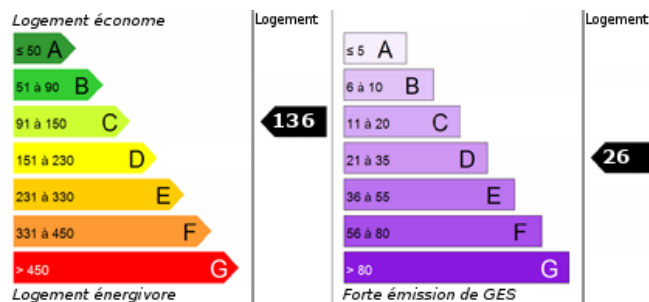 Logement économe
≤ 50 A
51 à 90 B
91 à 150 C
151 à 230 D
231 à 330 E
331 à 450 F
> 450 G
Logement énergivore
Logement
136
≤ 5 A
6 à 10 B
11 à 20 C
21 à 35 D
36 à 55 E
56 à 80 F
> 80 G
Forte émission de GES
Logement
26